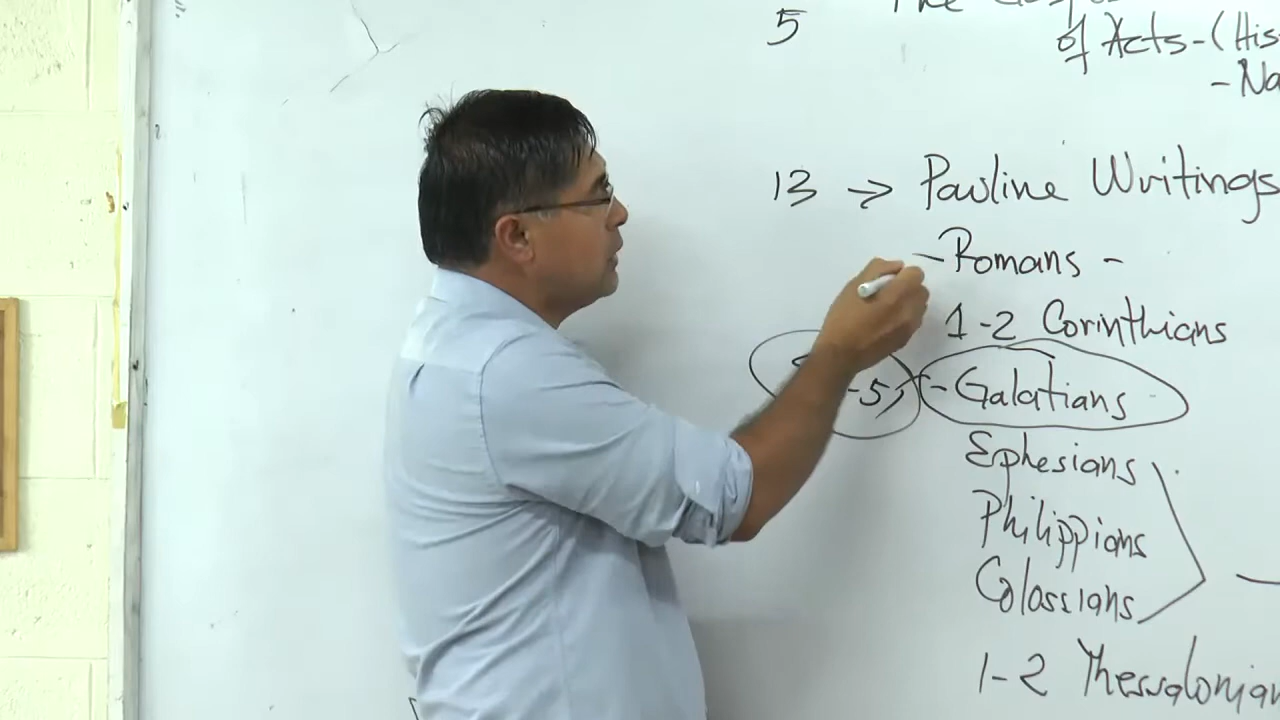 5 The
of Acts-(His
-Na
13 → Pauline Writings
-Romans -
1-2 Corinthians
-5, -Galatians
Ephesians
Philippians
Colossians
1-2 Thessalonian